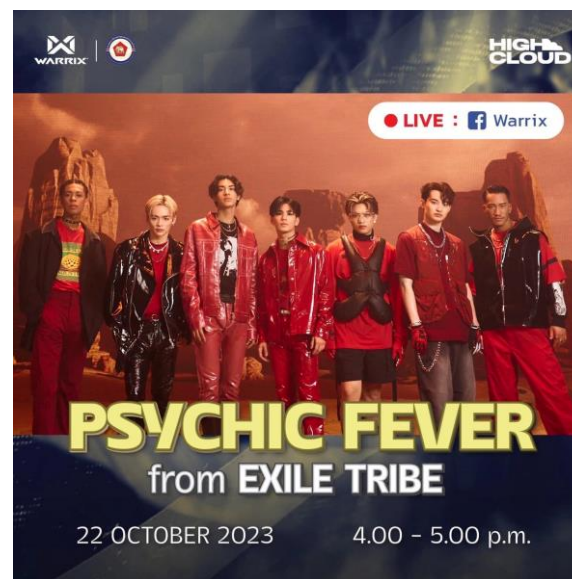 WARRIX
HIGH
CLOUD
LIVE : Warrix
PSYCHIC FEVER
from EXILE TRIBE
22 OCTOBER 2023 4.00 - 5.00 p.m.